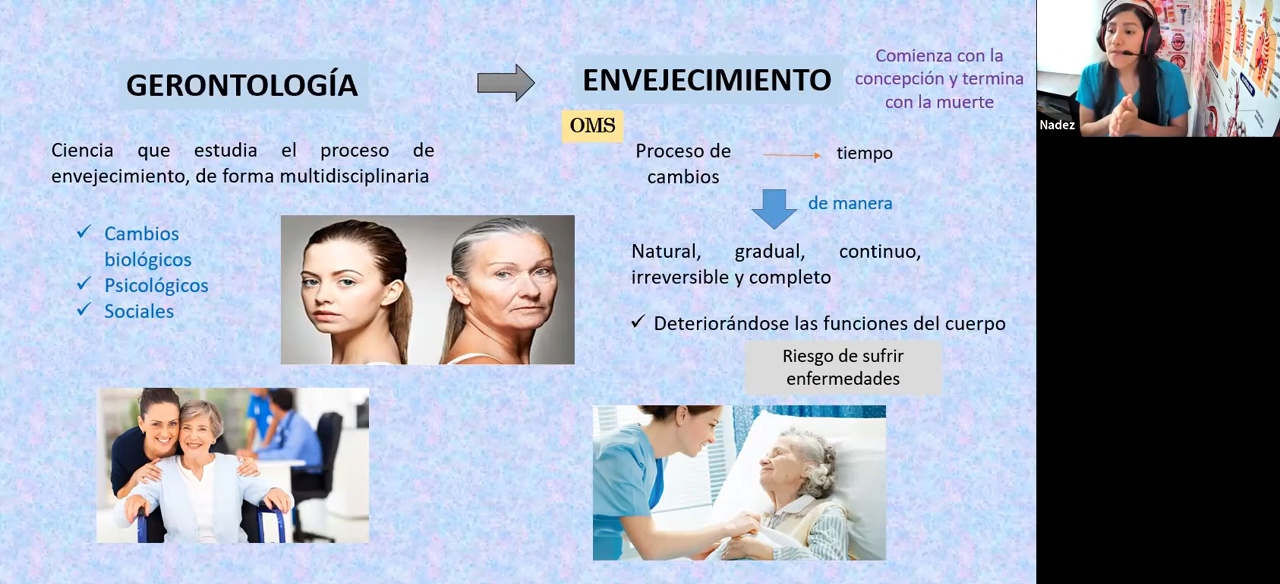 GERONTOLOGÍA
Ciencia que estudia el proceso de
envejecimiento, de forma multidisciplinaria
✓ Cambios
biológicos
✓ Psicológicos
✓ Sociales
ENVEJECIMIENTO
Comienza con la
concepción y termina
con la muerte
OMS
Proceso de
cambios
tiempo
de manera
Natural, gradual, continuo,
irreversible y completo
✓ Deteriorándose las funciones del cuerpo
Riesgo de sufrir
enfermedades
Nadez